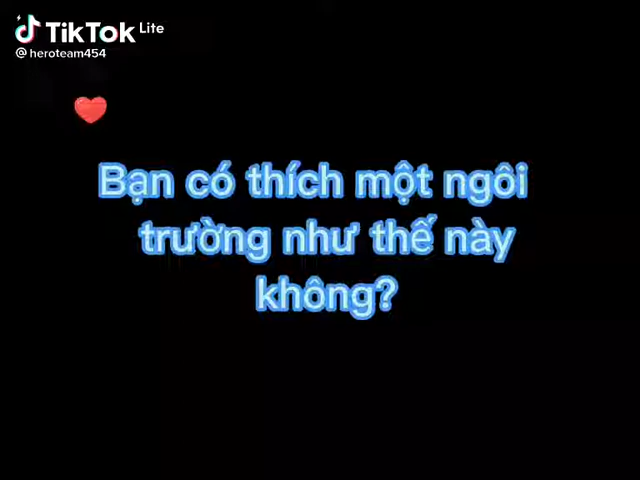 TikTok Lite
@heroteam454
Bạn có thích một ngôi
trường như thế này
không?